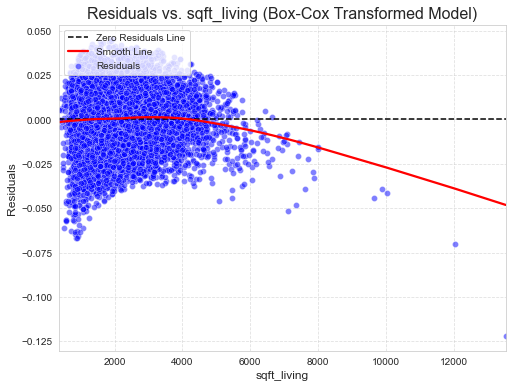 Residuals vs. sqft_living (Box-Cox Transformed Model)
Zero Residuals Line
Smooth Line
Residuals
0.050
0.025
0.000
−0.025
−0.050
−0.075
−0.100
−0.125
Residuals
2000 4000 6000 8000 10000 12000
sqft_living